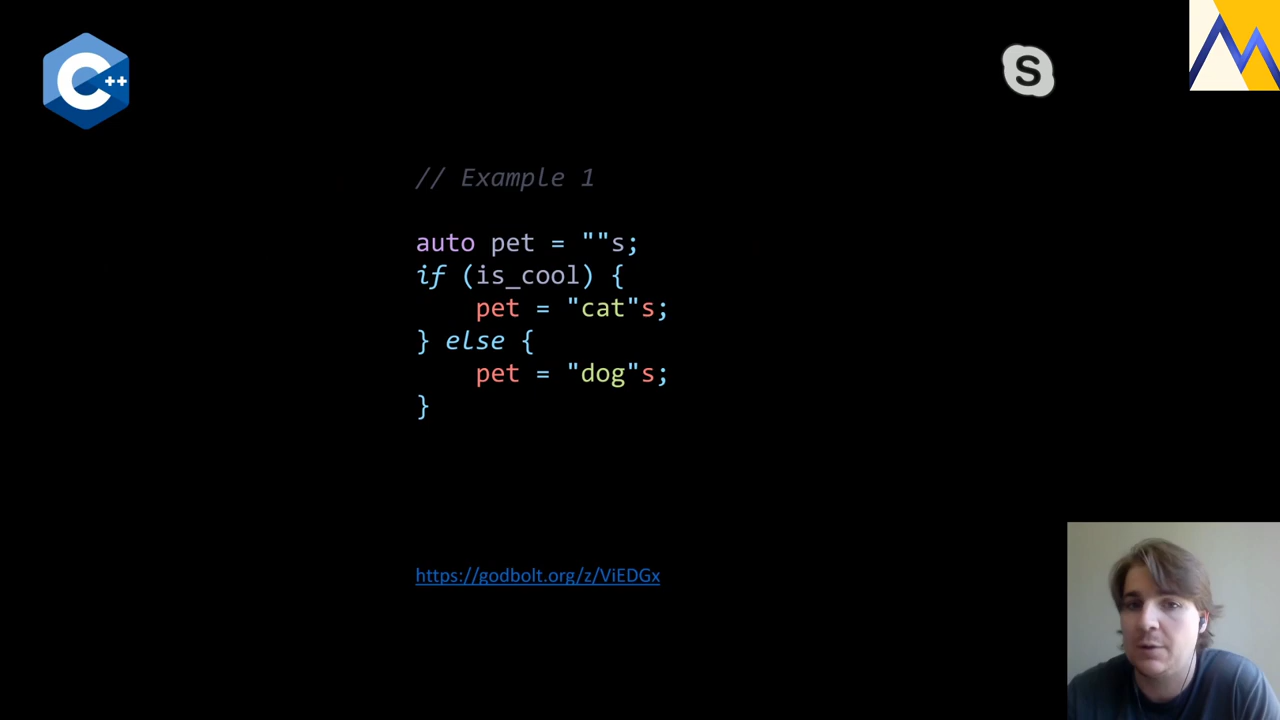 C++
S
// Example 1
auto pet = ""s;
if (is_cool) {
    pet = "cat"s;
} else {
    pet = "dog"s;
}
https://godbolt.org/z/ViEDGx